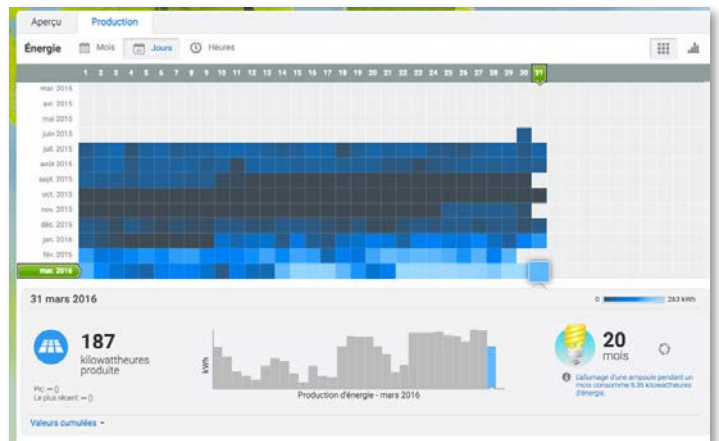 Aperçu Production
Énergie Mois Jours Heures
1 2 3 4 5 6 7 8 9 10 11 12 13 14 15 16 17 18 19 20 21 22 23 24 25 26 27 28 29 30 31
mar. 2015
avr. 2015
mai 2015
juin 2015
juil. 2015
août 2015
sept. 2015
oct. 2015
nov. 2015
déc. 2015
jan. 2016
fév. 2016
mar. 2016
31 mars 2016
0 263 kWh
187
kilowattheures
produite
Pic: -- ()
Le plus récent: -- ()
kWh
Production d'énergie - mars 2016
20
mois
L'allumage d'une ampoule pendant un
mois consomme 9,36 kilowattheures
d'énergie.
Valeurs cumulées